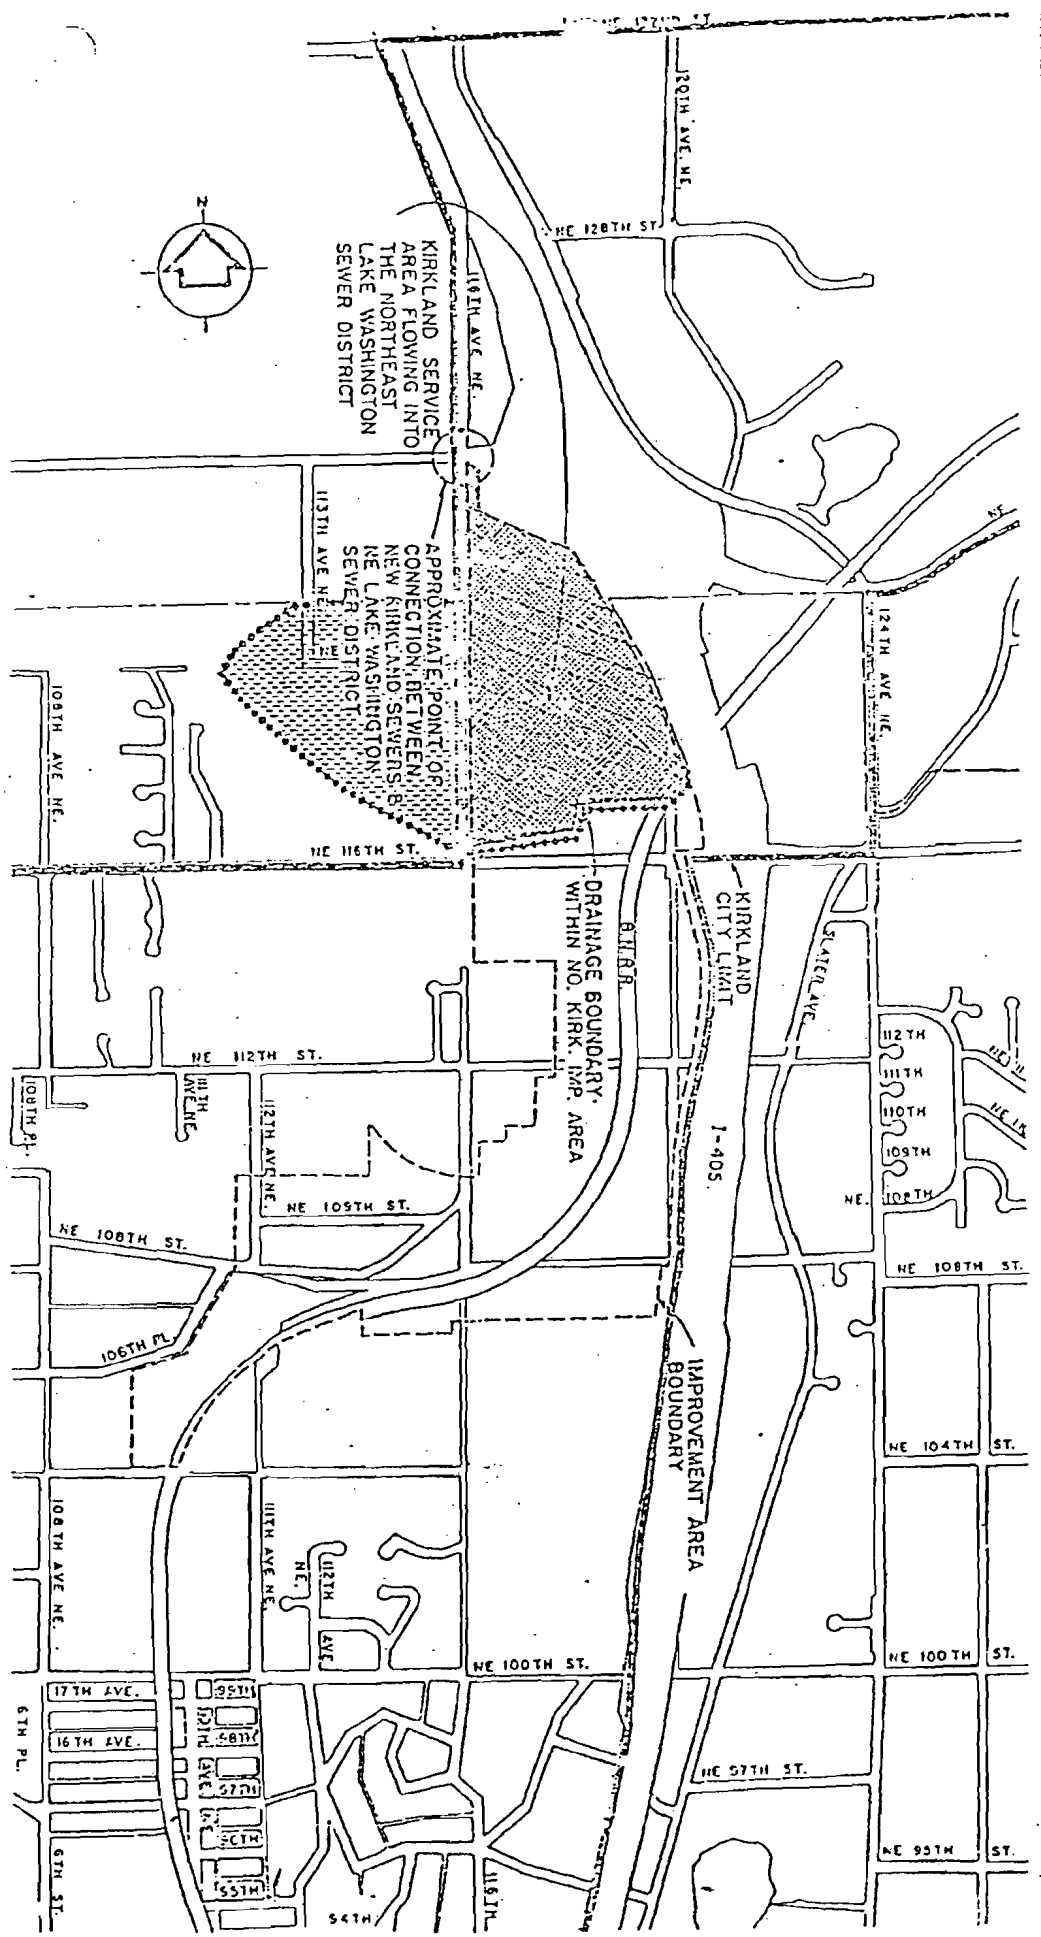 120TH AVE. NE.
NE 128TH ST.
N
116TH AVE NE.
KIRKLAND SERVICE
AREA FLOWING INTO
THE NORTHEAST
LAKE WASHINGTON
SEWER DISTRICT
NE
124TH AVE NE.
113TH AVE NE
NE
APPROXIMATE POINT OF
CONNECTION BETWEEN
NEW KIRKLAND SEWERS &
NE LAKE WASHINGTON
SEWER DISTRICT
108TH AVE NE.
NE 116TH ST.
DRAINAGE BOUNDARY
WITHIN NO. KIRK. IMP. AREA
KIRKLAND
CITY LIMIT
B.N.R.R.
SLATER AVE.
I-405
NE 112TH ST.
112TH
111TH
110TH
109TH
NE. 108TH
108TH PL.
111TH
AVE NE.
112TH AVE NE.
NE 109TH ST.
NE 108TH ST.
NE 108TH ST.
106TH PL.
IMPROVEMENT AREA
BOUNDARY
NE 104TH ST.
108TH AVE NE.
111TH AVE NE.
112TH AVE
NE.
NE 100TH ST.
NE 100TH ST.
17TH AVE.
16TH AVE.
6TH PL.
6TH ST.
NE 97TH ST.
NE 95TH ST.
116TH